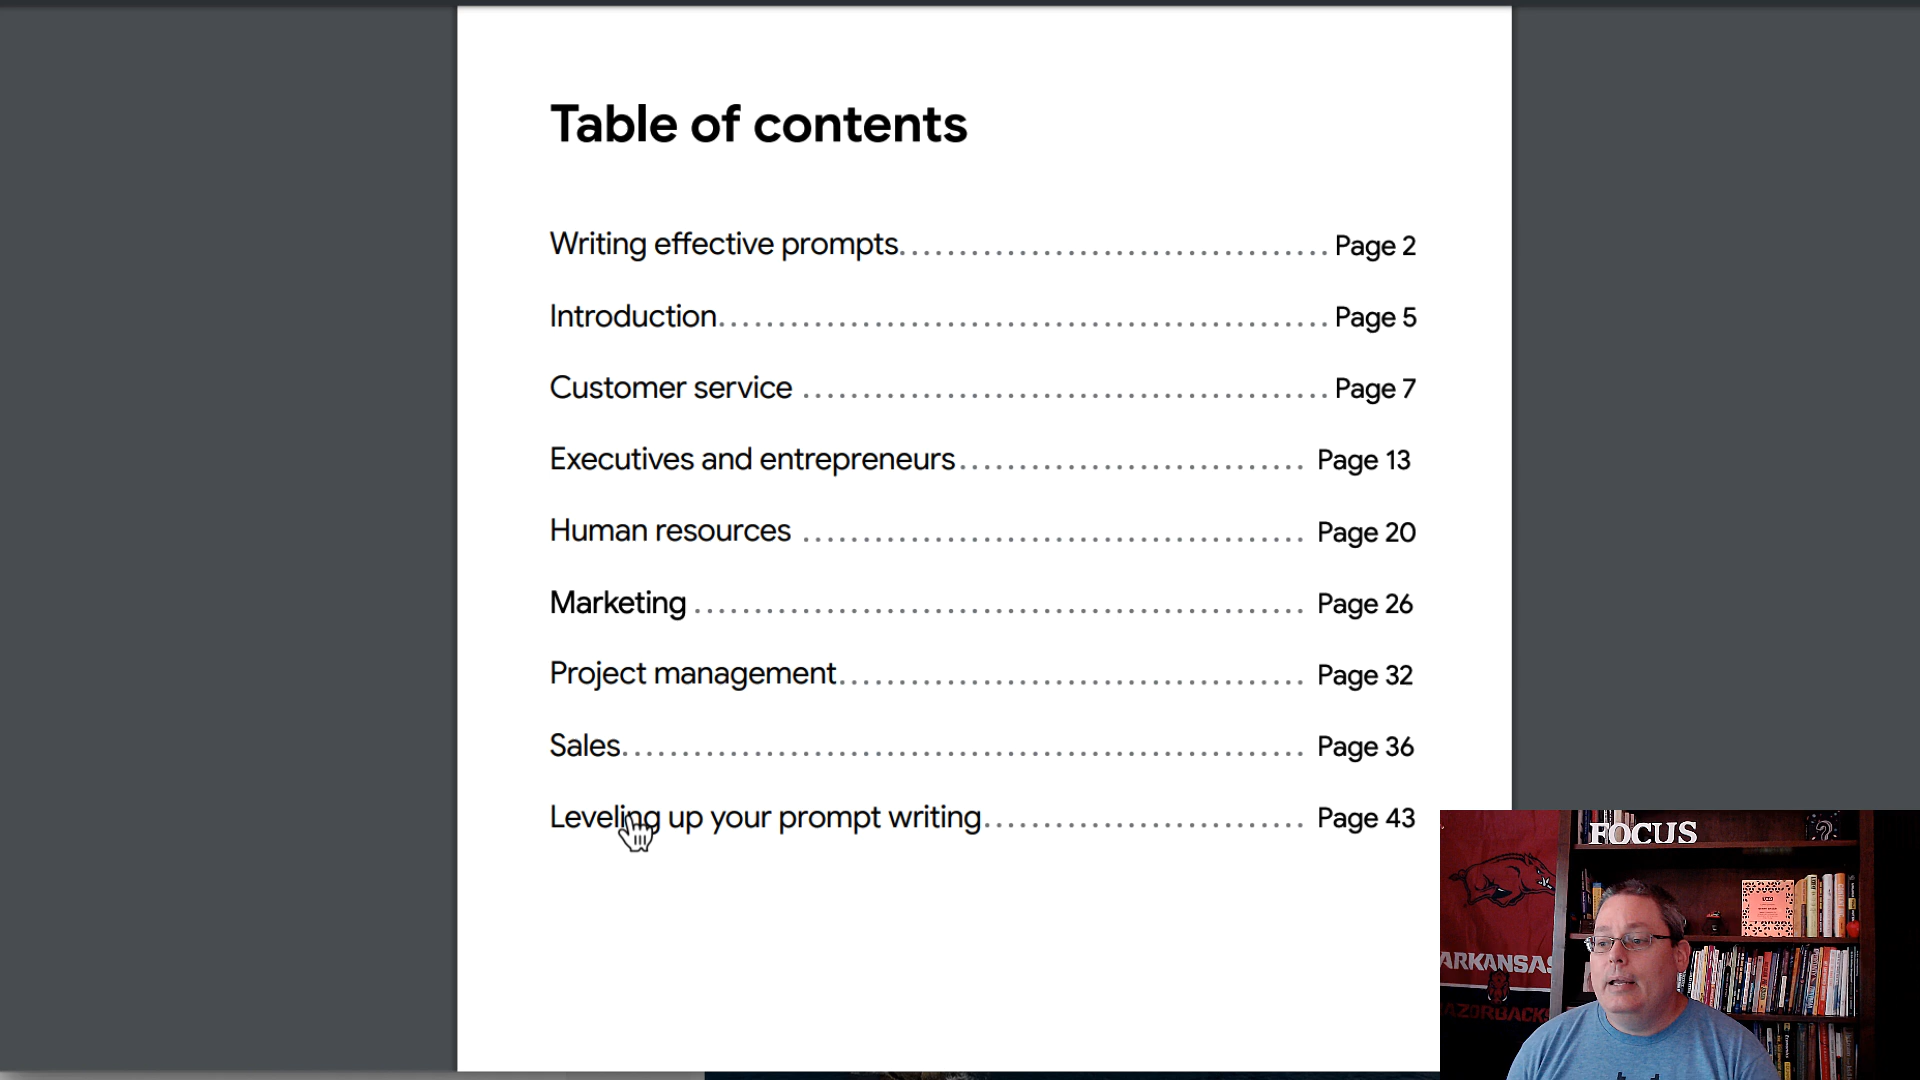 Table of contents
Writing effective prompts. Page 2
Introduction. Page 5
Customer service Page 7
Executives and entrepreneurs. Page 13
Human resources Page 20
Marketing Page 26
Project management. Page 32
Sales. Page 36
Leveling up your prompt writing. Page 43
FOCUS
?
ARKANSAS
RAZORBACKS